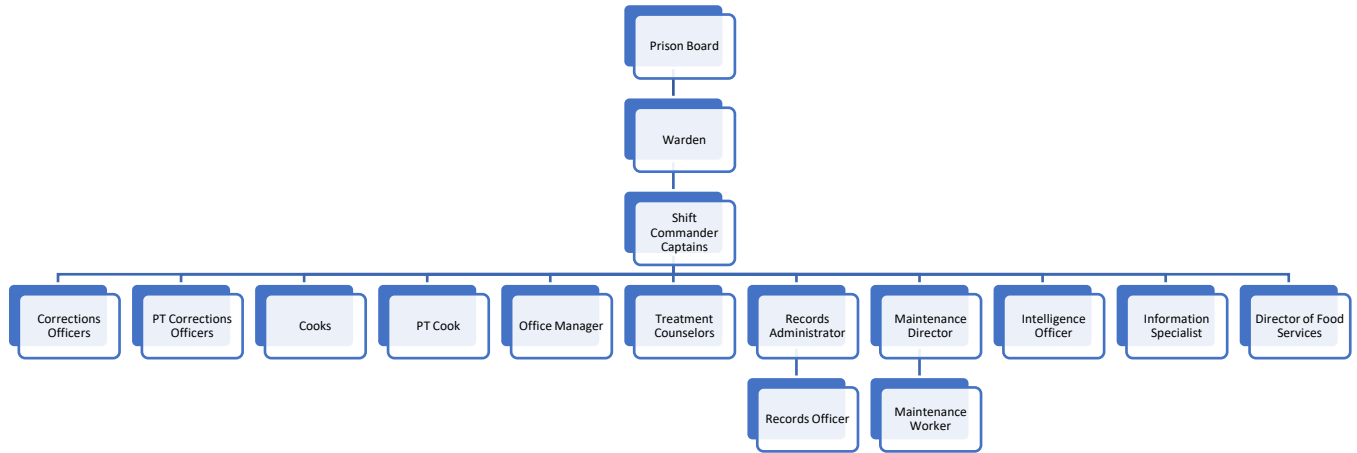 Prison Board
Warden
Shift
Commander
Captains
Corrections
Officers
PT Corrections
Officers
Cooks
PT Cook
Office Manager
Treatment
Counselors
Records
Administrator
Maintenance
Director
Intelligence
Officer
Information
Specialist
Director of Food
Services
Records Officer
Maintenance
Worker